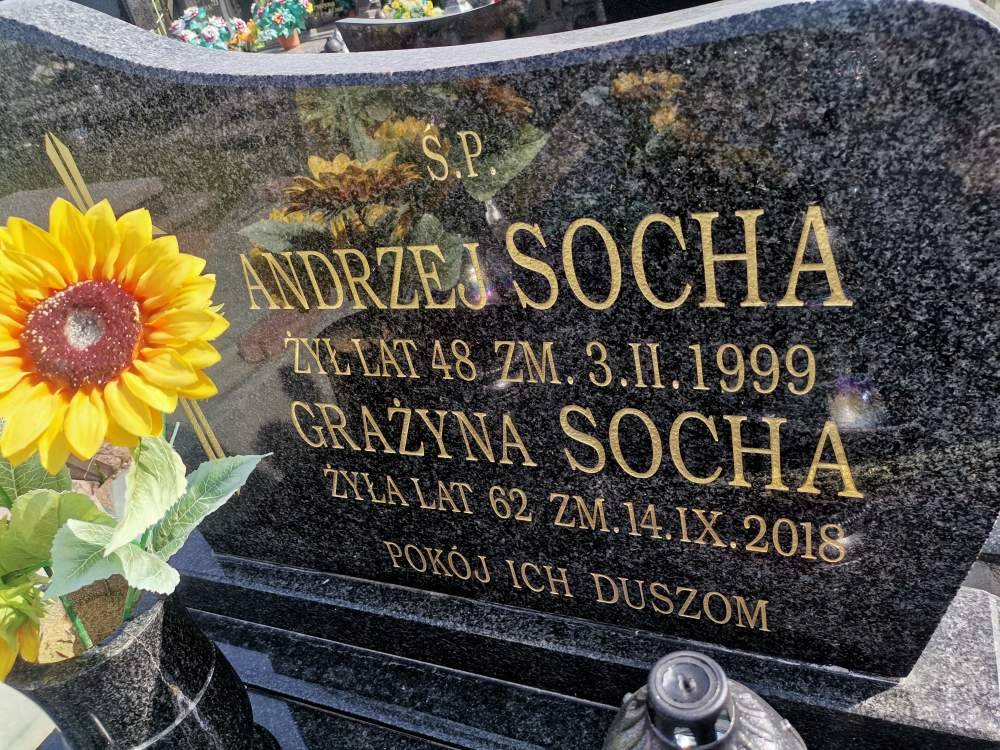 Ś.P.
ANDRZEJ SOCHA
ŻYŁ LAT 48 ZM. 3.II.1999
GRAŻYNA SOCHA
ŻYŁA LAT 62 ZM.14.IX.2018
POKÓJ ICH DUSZOM